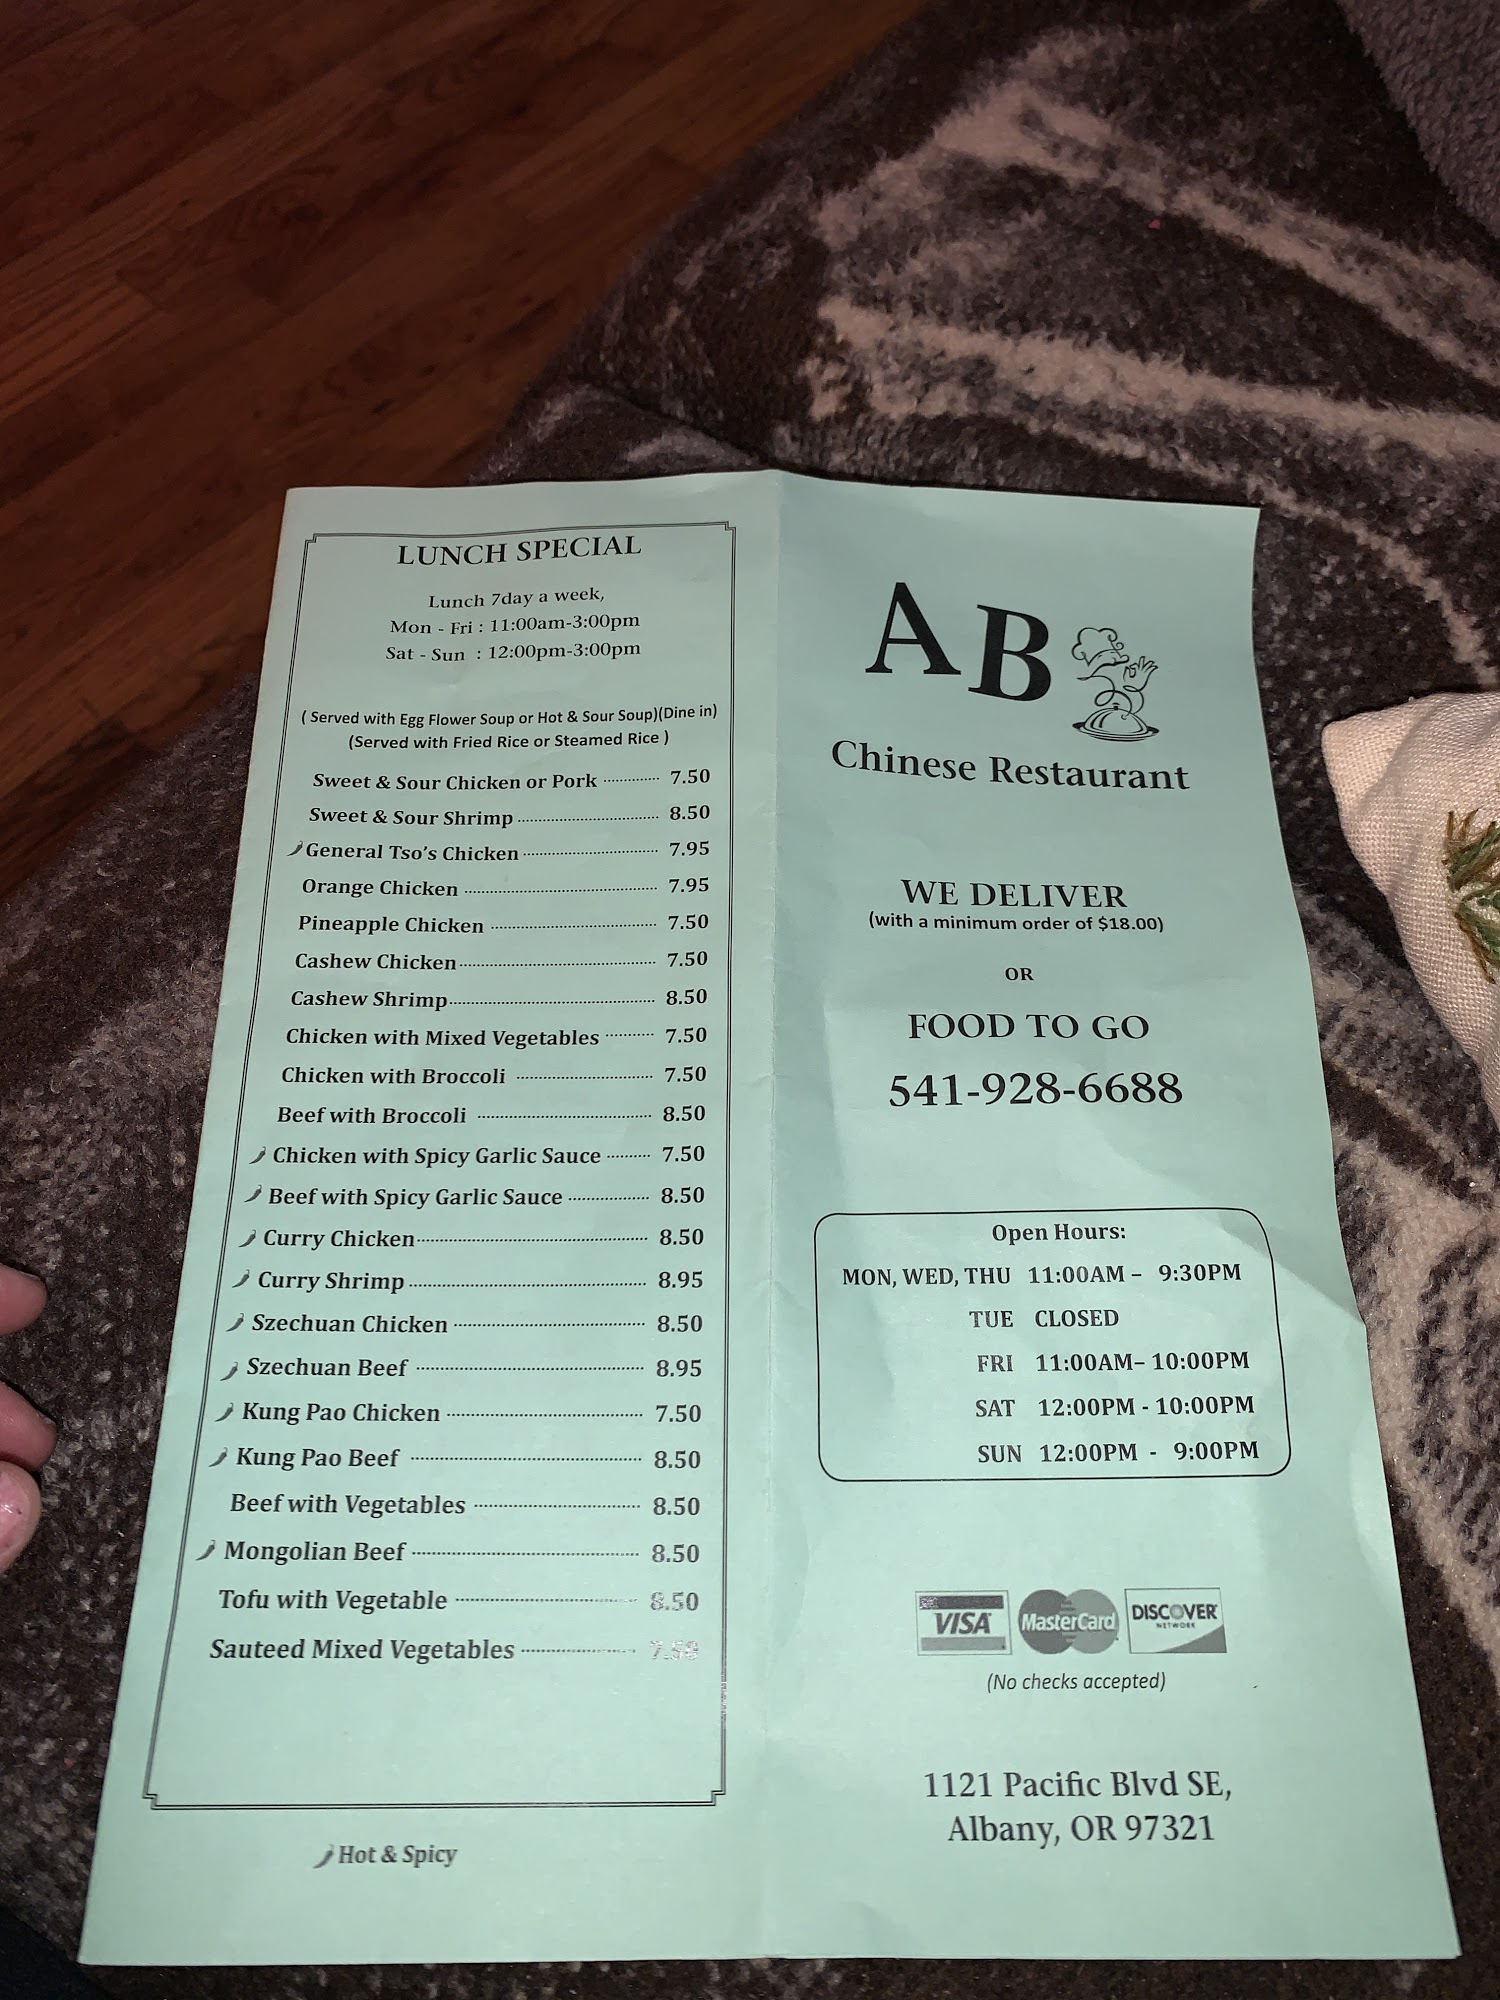 LUNCH SPECIAL
Lunch 7day a week,
Mon - Fri : 11:00am-3:00pm
Sat - Sun : 12:00pm-3:00pm
( Served with Egg Flower Soup or Hot & Sour Soup)(Dine in)
(Served with Fried Rice or Steamed Rice )
Sweet & Sour Chicken or Pork 7.50
Sweet & Sour Shrimp 8.50
General Tso's Chicken 7.95
Orange Chicken 7.95
Pineapple Chicken 7.50
Cashew Chicken 7.50
Cashew Shrimp 8.50
Chicken with Mixed Vegetables 7.50
Chicken with Broccoli 7.50
Beef with Broccoli 8.50
Chicken with Spicy Garlic Sauce 7.50
Beef with Spicy Garlic Sauce 8.50
Curry Chicken 8.50
Curry Shrimp 8.95
Szechuan Chicken 8.50
Szechuan Beef 8.95
Kung Pao Chicken 7.50
Kung Pao Beef 8.50
Beef with Vegetables 8.50
Mongolian Beef 8.50
Tofu with Vegetable 8.50
Sauteed Mixed Vegetables 7.50
Hot & Spicy
AB
Chinese Restaurant
WE DELIVER
(with a minimum order of $18.00)
OR
FOOD TO GO
541-928-6688
Open Hours:
MON, WED, THU 11:00AM – 9:30PM
TUE CLOSED
FRI 11:00AM– 10:00PM
SAT 12:00PM - 10:00PM
SUN 12:00PM - 9:00PM
VISA MasterCard DISCOVER
NETWORK
(No checks accepted)
1121 Pacific Blvd SE,
Albany, OR 97321